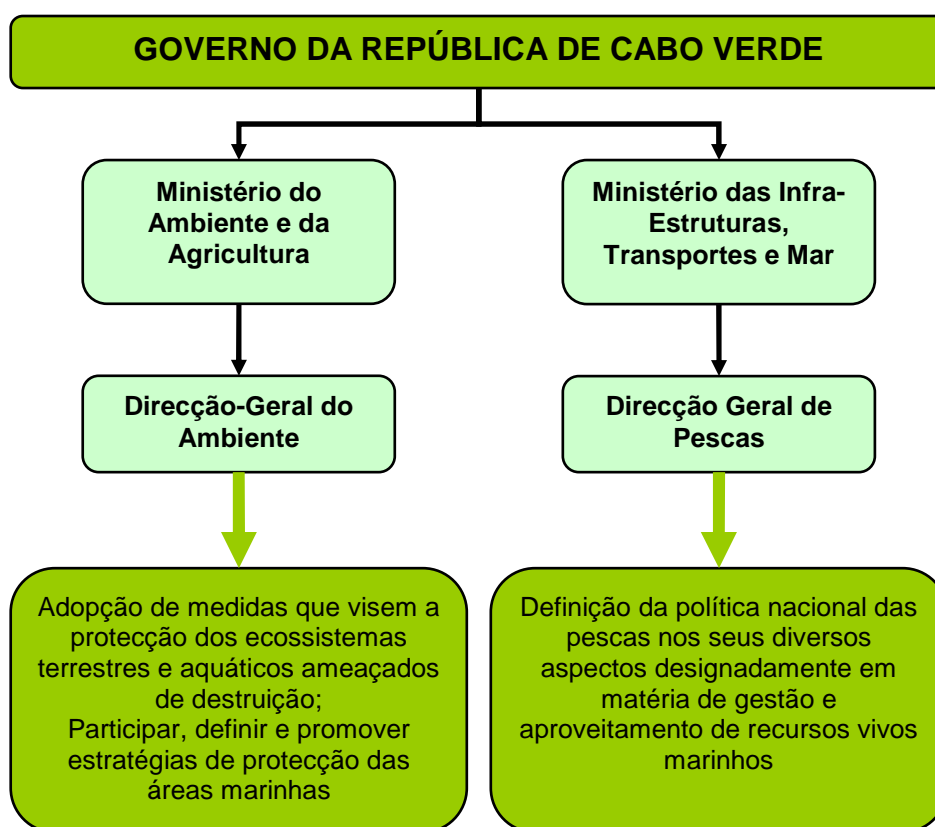 GOVERNO DA REPÚBLICA DE CABO VERDE
Ministério do
Ambiente e da
Agricultura
Ministério das Infra-
Estruturas,
Transportes e Mar
Direcção-Geral do
Ambiente
Direcção Geral de
Pescas
Adopção de medidas que visem a
protecção dos ecossistemas
terrestres e aquáticos ameaçados
de destruição;
Participar, definir e promover
estratégias de protecção das
áreas marinhas
Definição da política nacional das
pescas nos seus diversos
aspectos designadamente em
matéria de gestão e
aproveitamento de recursos vivos
marinhos